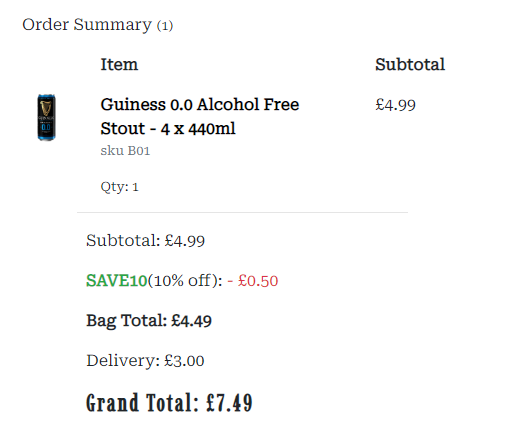 Order Summary (1)
Item Subtotal
Guiness 0.0 Alcohol Free £4.99
Stout - 4 x 440ml
sku B01
Qty: 1
Subtotal: £4.99
SAVE10(10% off): - £0.50
Bag Total: £4.49
Delivery: £3.00
Grand Total: £7.49